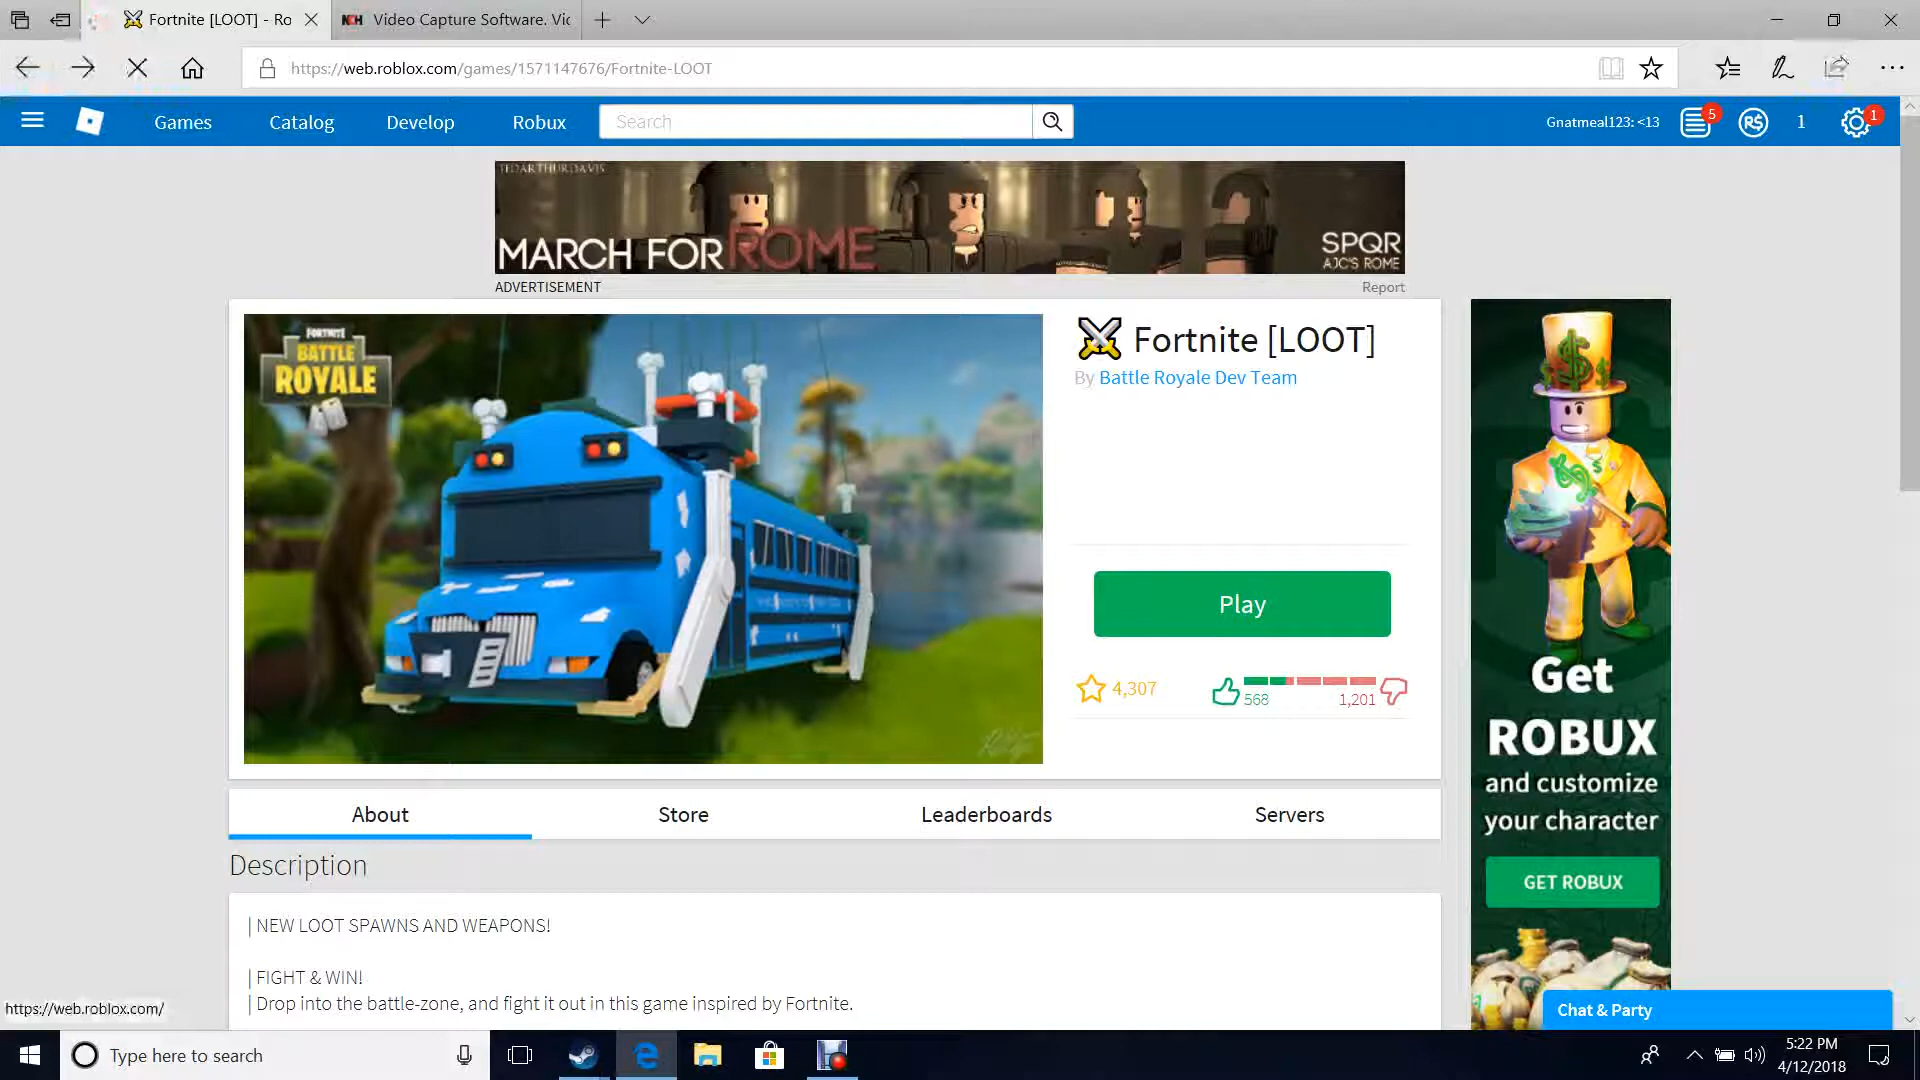 Fortnite [LOOT] - Ro
NCH Video Capture Software. Vid
https://web.roblox.com/games/1571147676/Fortnite-LOOT
Games Catalog Develop Robux Search Gnatmeal123: <13 5 R$ 1 1
TEDARTHURDAVIS
MARCH FOR ROME
SPQR
AJC'S ROME
ADVERTISEMENT Report
FORTNITE
BATTLE
ROYALE
Fortnite [LOOT]
By Battle Royale Dev Team
Play
4,307 568 1,201
Get
ROBUX
and customize
your character
GET ROBUX
About Store Leaderboards Servers
Description
| NEW LOOT SPAWNS AND WEAPONS!
| FIGHT & WIN!
| Drop into the battle-zone, and fight it out in this game inspired by Fortnite.
https://web.roblox.com/
Chat & Party
Type here to search
5:22 PM
4/12/2018